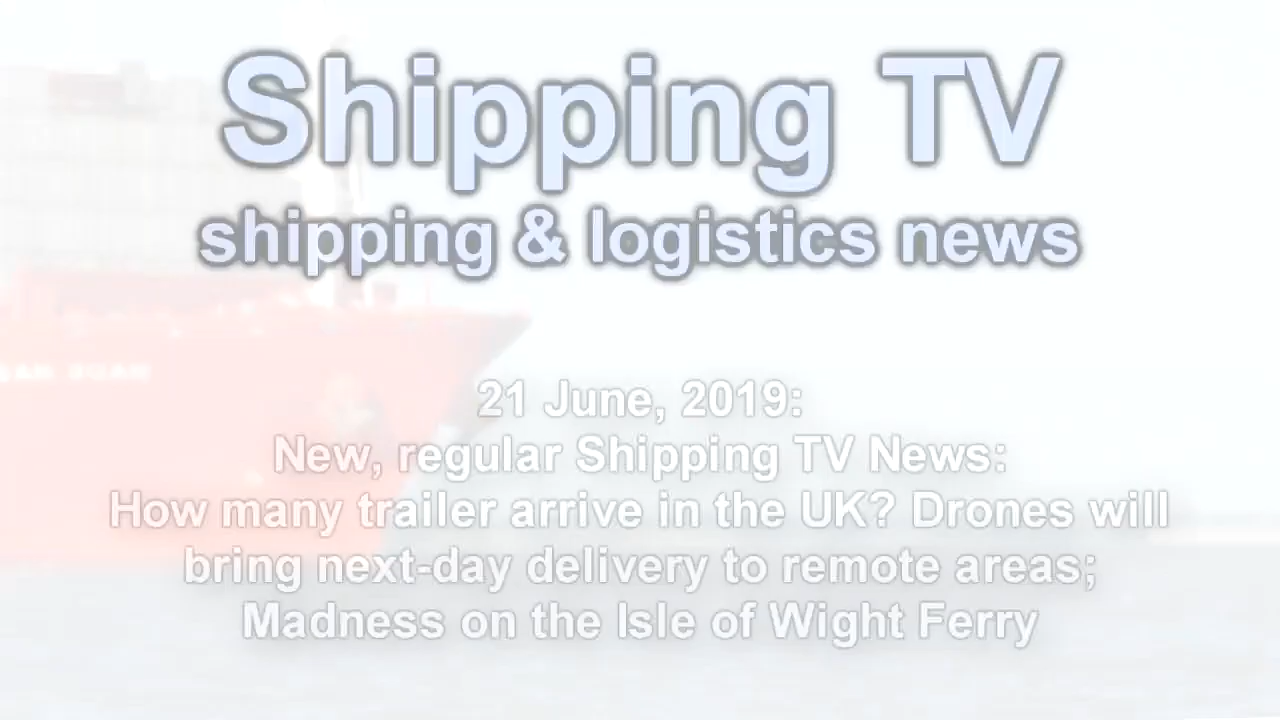 Shipping TV
shipping & logistics news
21 June, 2019:
New, regular Shipping TV News:
How many trailer arrive in the UK? Drones will
bring next-day delivery to remote areas;
Madness on the Isle of Wight Ferry